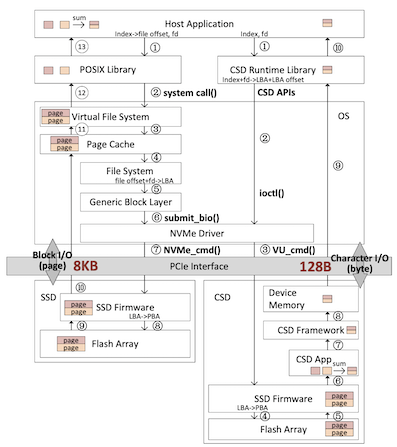 Host Application
sum
Index->file offset, fd
Index, fd
⑬
①
①
⑩
POSIX Library
CSD Runtime Library
Index+fd->LBA+LBA offset
⑫
② system call()
CSD APIs
Virtual File System
OS
page
page
⑪
③
②
⑨
Page Cache
page
page
④
File System
file offset+fd->LBA
⑤
ioctl()
Generic Block Layer
⑥ submit_bio()
NVMe Driver
Block I/O
(page)
⑦ NVMe_cmd()
③ VU_cmd()
Character I/O
(byte)
8KB
PCIe Interface
128B
SSD
⑩
CSD
Device
Memory
page
page
SSD Firmware
LBA->PBA
⑧
⑨
⑧
CSD Framework
page
page
Flash Array
⑦
CSD App
sum
⑥
SSD Firmware
page
page
LBA->PBA
④
⑤
Flash Array
page
page